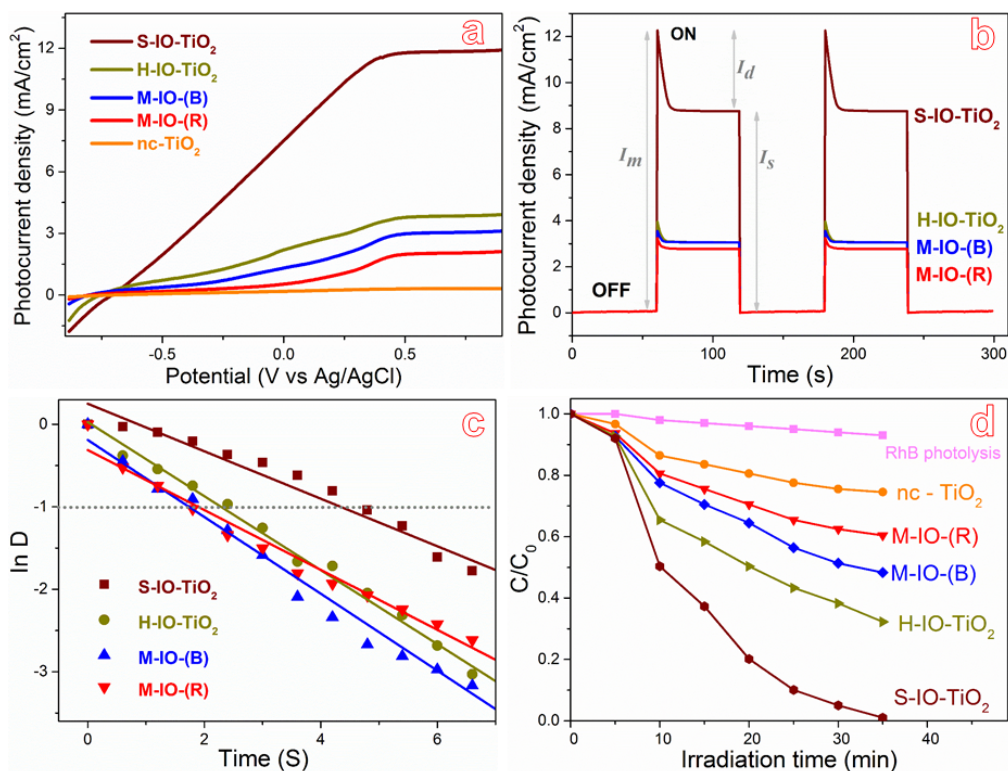 a
S-IO-TiO₂
H-IO-TiO₂
M-IO-(B)
M-IO-(R)
nc-TiO₂
12
9
6
3
0
Photocurrent density (mA/cm²)
-0.5
0.0
0.5
Potential (V vs Ag/AgCl)
b
ON
OFF
I_m
I_d
I_s
S-IO-TiO₂
H-IO-TiO₂
M-IO-(B)
M-IO-(R)
12
10
8
6
4
2
0
Photocurrent density (mA/cm²)
0
100
200
300
Time (s)
c
0
-1
-2
-3
ln D
S-IO-TiO₂
H-IO-TiO₂
M-IO-(B)
M-IO-(R)
0
2
4
6
Time (S)
d
1.0
0.8
0.6
0.4
0.2
0.0
C/C₀
RhB photolysis
nc - TiO₂
M-IO-(R)
M-IO-(B)
H-IO-TiO₂
S-IO-TiO₂
0
10
20
30
40
Irradiation time (min)